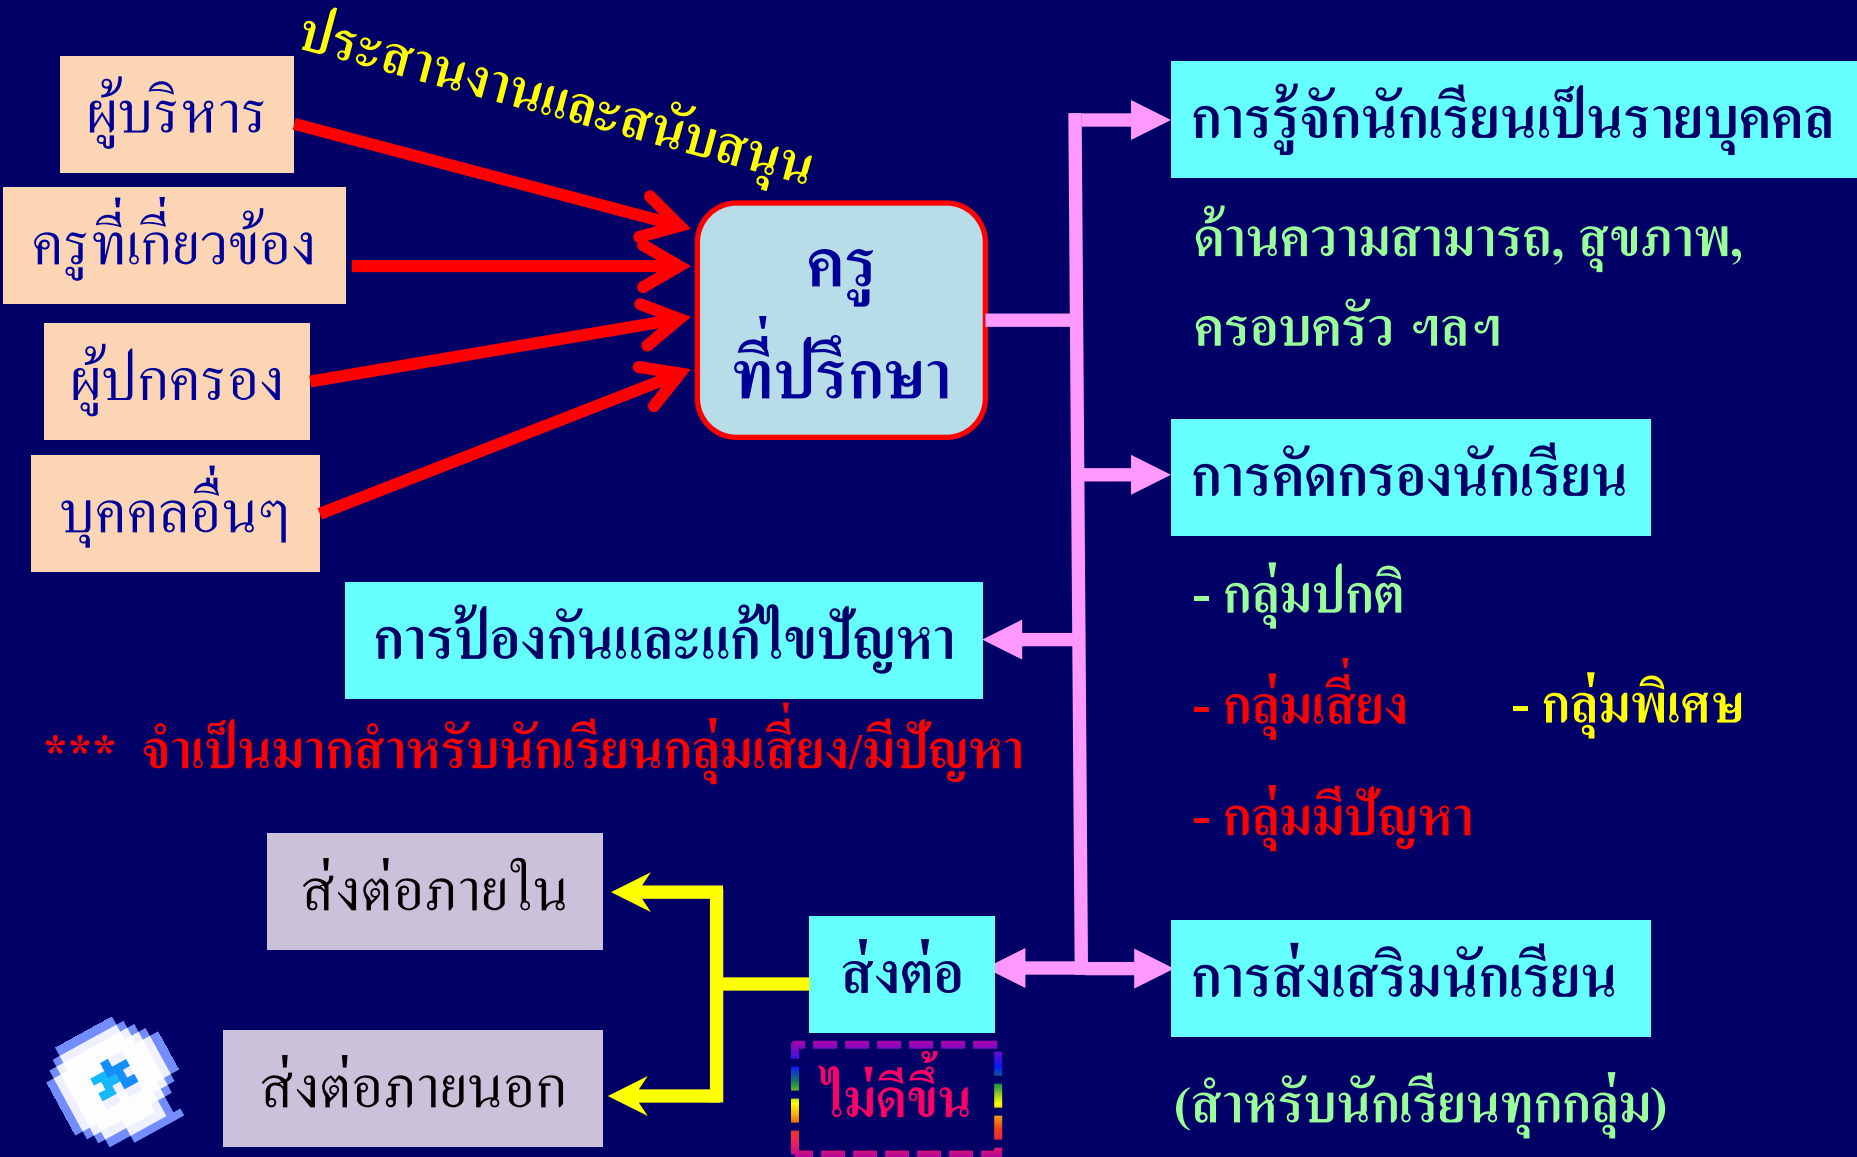 ประสานงานและสนับสนุน
ผู้บริหาร
ครูที่เกี่ยวข้อง
ผู้ปกครอง
บุคคลอื่นๆ
ครู
ที่ปรึกษา
การรู้จักนักเรียนเป็นรายบุคคล
ด้านความสามารถ, สุขภาพ,
ครอบครัว ฯลฯ
การคัดกรองนักเรียน
- กลุ่มปกติ
- กลุ่มเสี่ยง - กลุ่มพิเศษ
- กลุ่มมีปัญหา
การป้องกันและแก้ไขปัญหา
*** จำเป็นมากสำหรับนักเรียนกลุ่มเสี่ยง/มีปัญหา
ส่งต่อ
ไม่ดีขึ้น
ส่งต่อภายใน
ส่งต่อภายนอก
การส่งเสริมนักเรียน
(สำหรับนักเรียนทุกกลุ่ม)